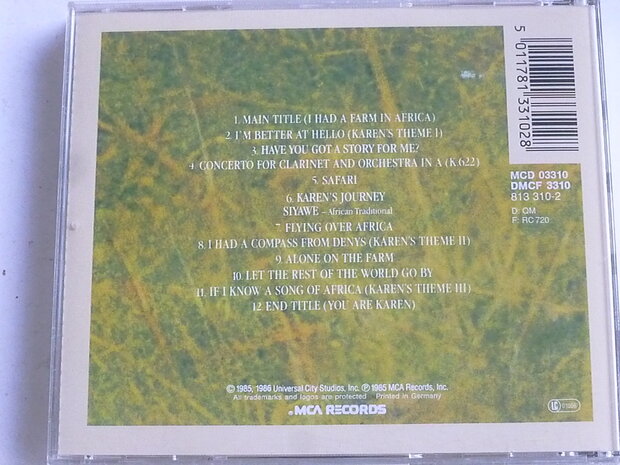 1. MAIN TITLE (I HAD A FARM IN AFRICA)
2. I'M BETTER AT HELLO (KAREN'S THEME I)
3. HAVE YOU GOT A STORY FOR ME?
4. CONCERTO FOR CLARINET AND ORCHESTRA IN A (K.622)
5. SAFARI
6. KAREN'S JOURNEY
SIYAWE – African Traditional
7. FLYING OVER AFRICA
8. I HAD A COMPASS FROM DENYS (KAREN'S THEME II)
9. ALONE ON THE FARM
10. LET THE REST OF THE WORLD GO BY
11. IF I KNOW A SONG OF AFRICA (KAREN'S THEME III)
12. END TITLE (YOU ARE KAREN)
© 1985, 1986 Universal City Studios, Inc. ℗ 1985 MCA Records, Inc.
All trademarks and logos are protected Printed in Germany
MCA RECORDS
5 011781 331028
MCD 03310
DMCF 3310
813 310-2
D: QM
F: RC 720